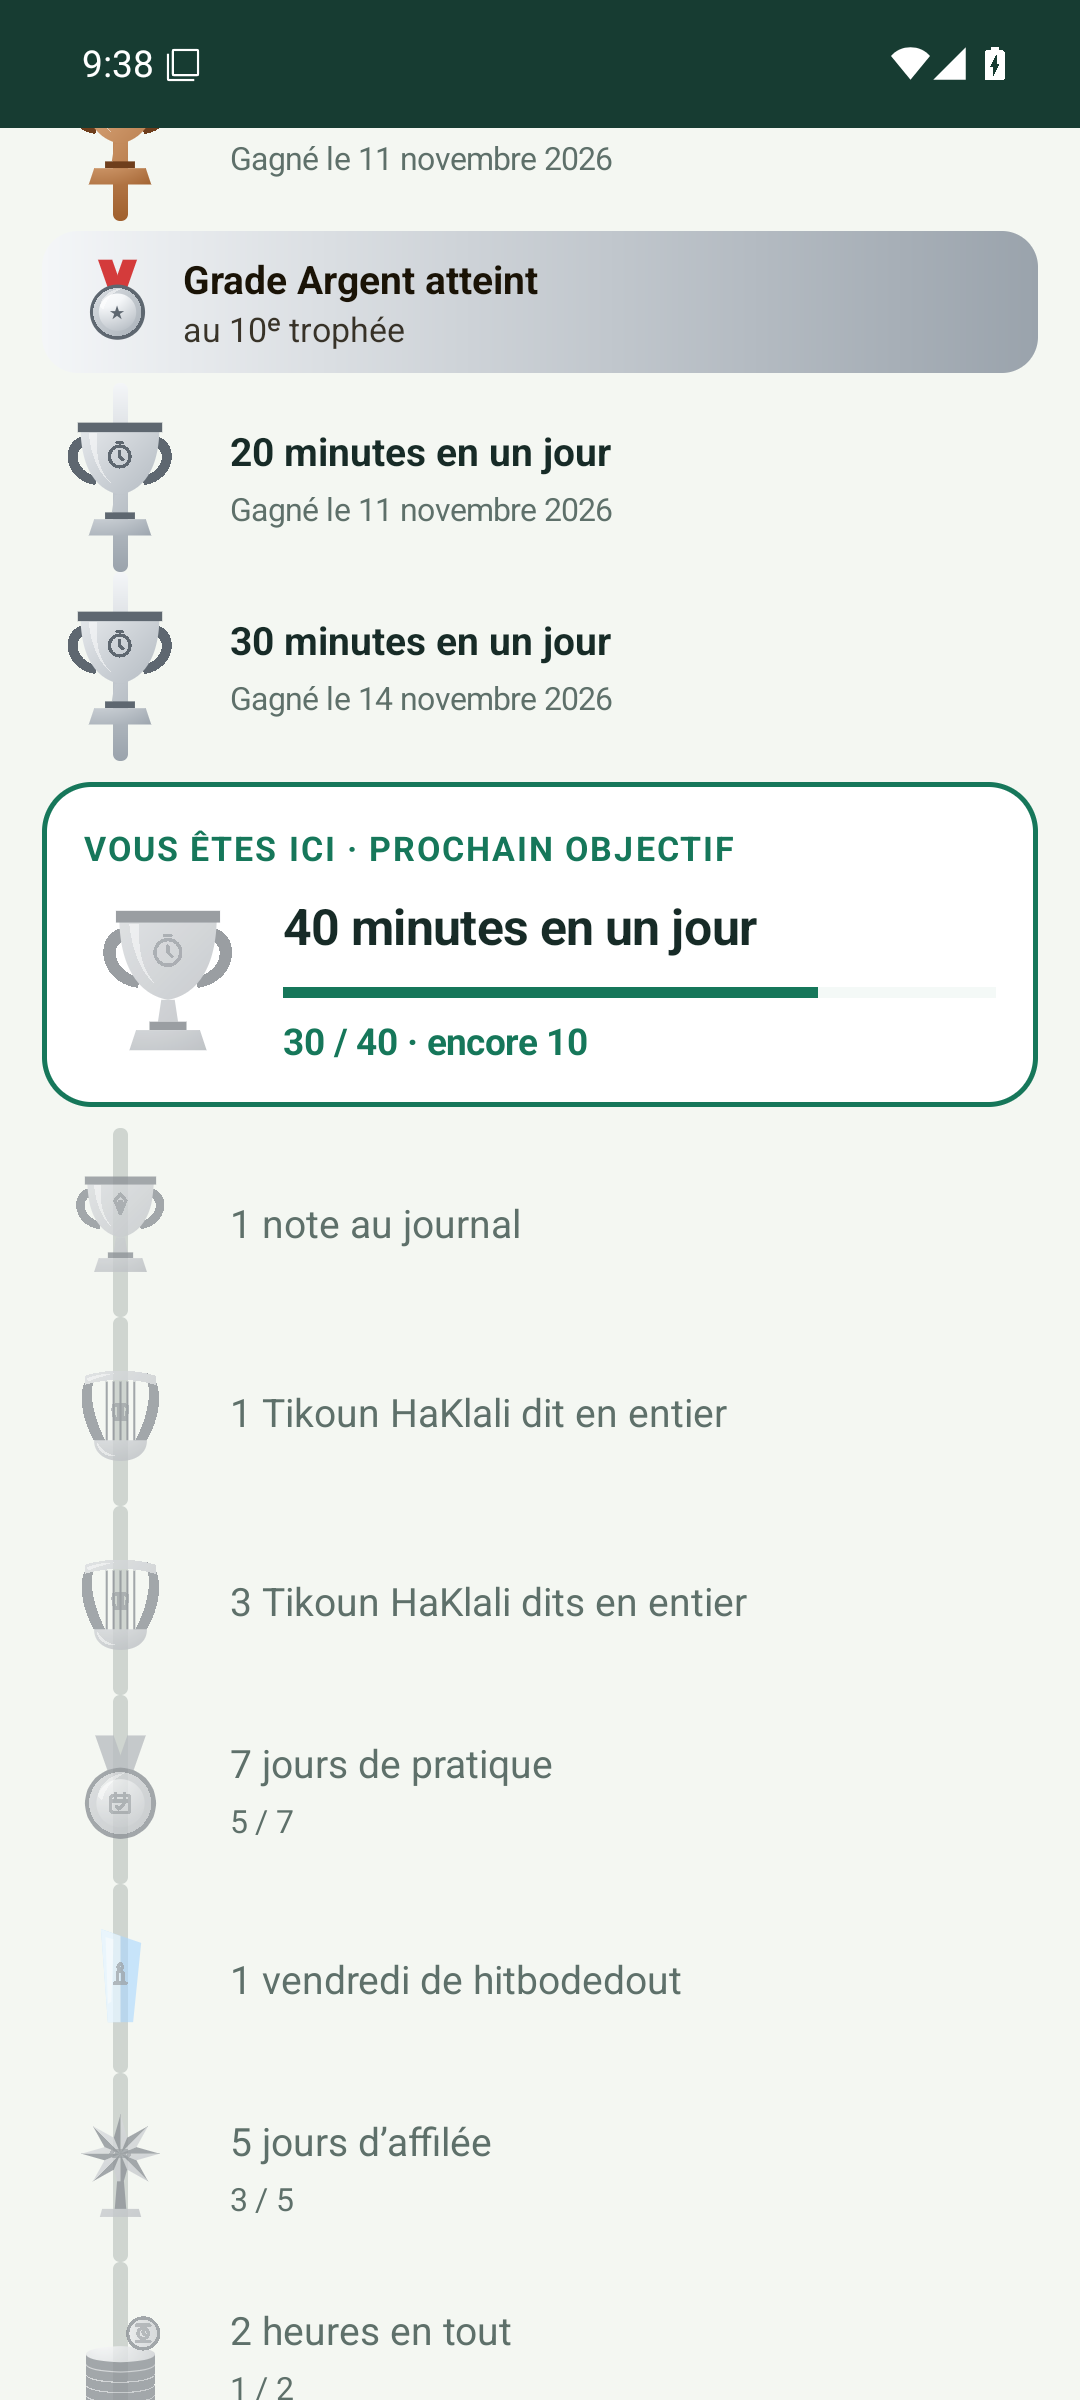 9:38
Gagné le 11 novembre 2026
Grade Argent atteint
au 10ᵉ trophée
20 minutes en un jour
Gagné le 11 novembre 2026
30 minutes en un jour
Gagné le 14 novembre 2026
VOUS ÊTES ICI · PROCHAIN OBJECTIF
40 minutes en un jour
30 / 40 · encore 10
1 note au journal
1 Tikoun HaKlali dit en entier
3 Tikoun HaKlali dits en entier
7 jours de pratique
5 / 7
1 vendredi de hitbodedout
5 jours d’affilée
3 / 5
2 heures en tout
1 / 2